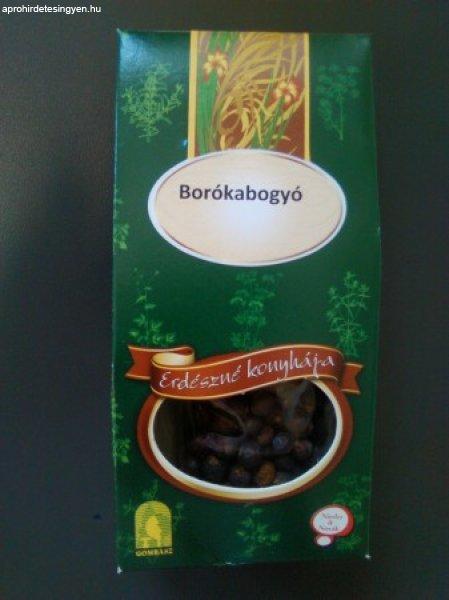 aprohirdetesingyen.hu
Borókabogyó
Erdészné konyhája
GOMBÁSZ